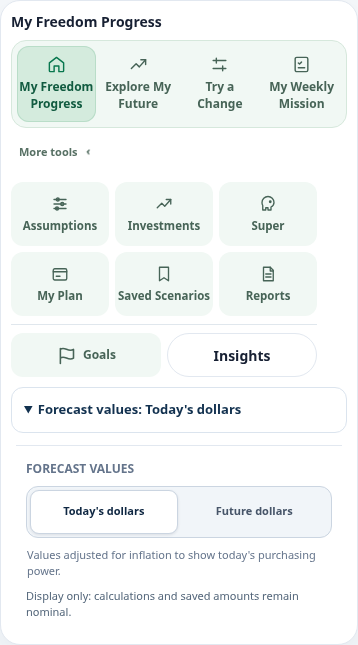 My Freedom Progress
My Freedom
Progress
Explore My
Future
Try a
Change
My Weekly
Mission
More tools
Assumptions
Investments
Super
My Plan
Saved Scenarios
Reports
Goals
Insights
Forecast values: Today's dollars
FORECAST VALUES
Today's dollars
Future dollars
Values adjusted for inflation to show today's purchasing
power.
Display only: calculations and saved amounts remain
nominal.